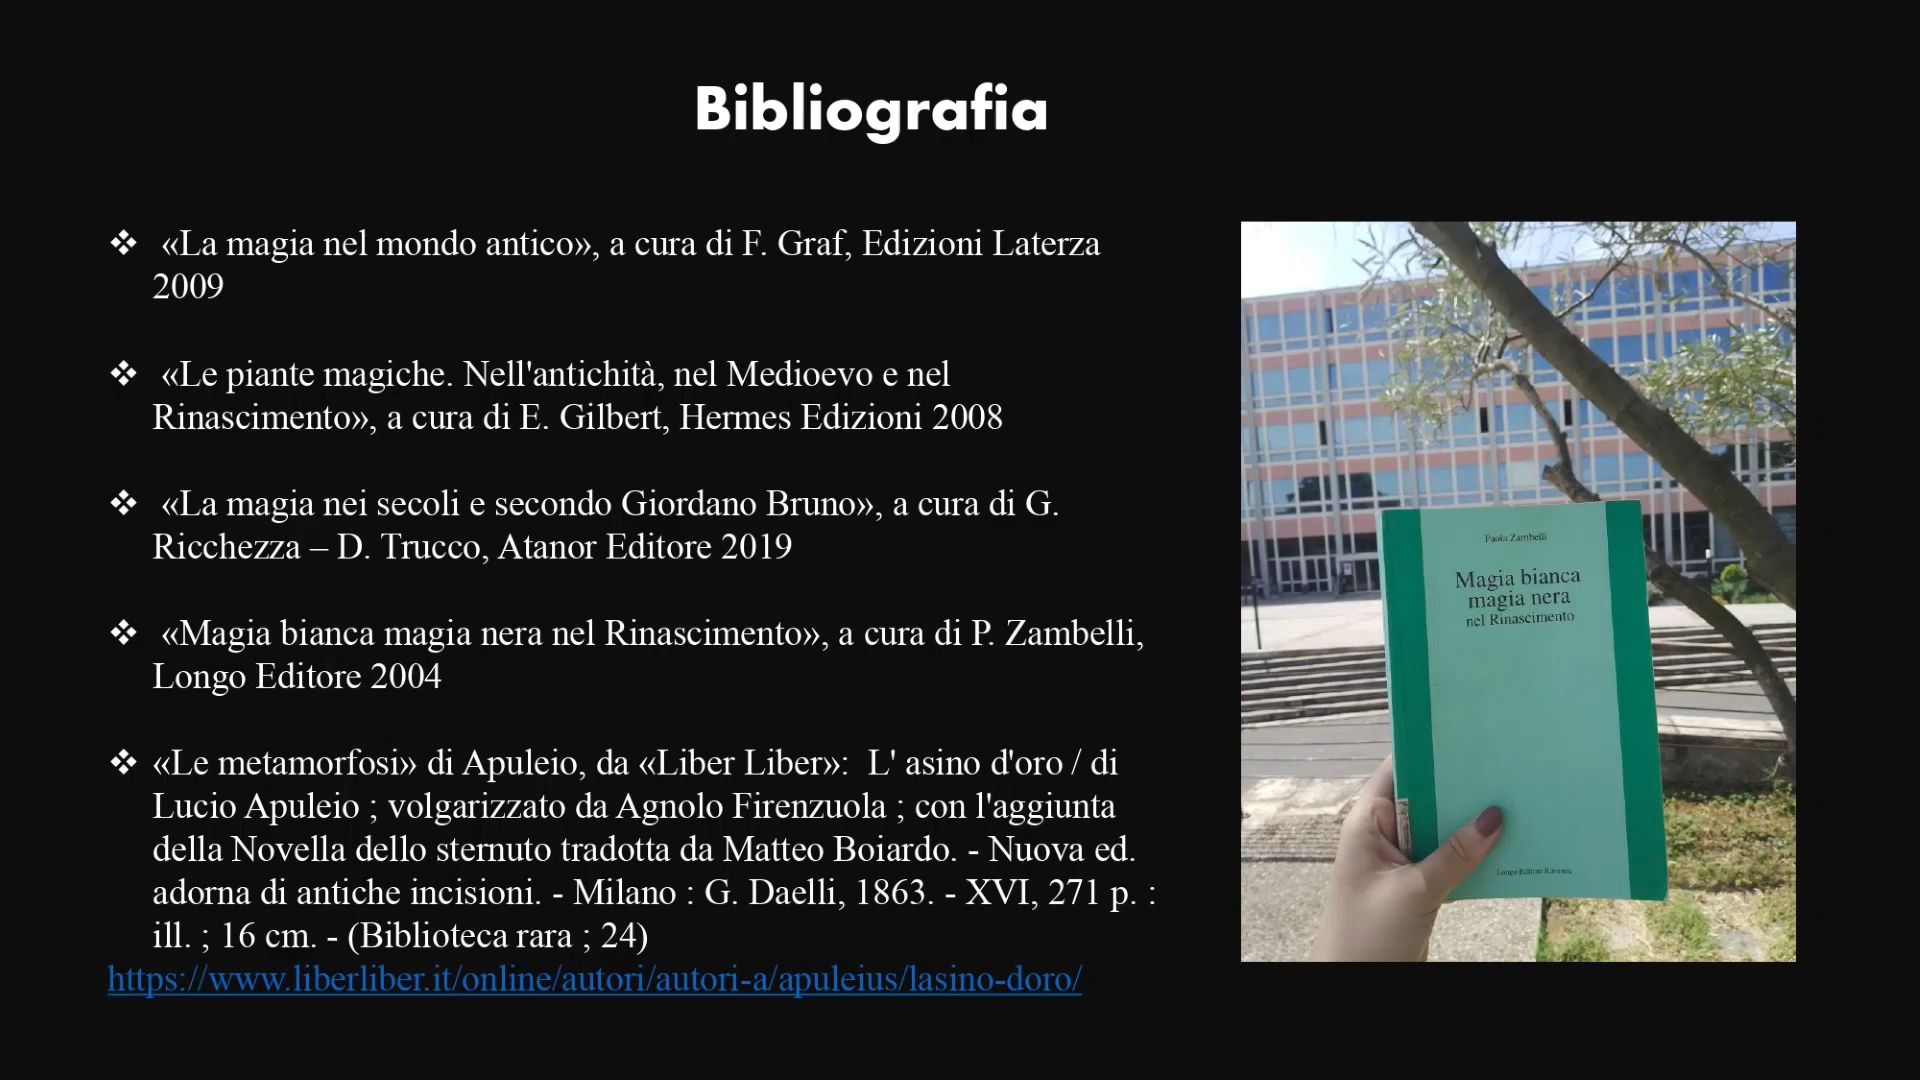 Bibliografia
❖ «La magia nel mondo antico», a cura di F. Graf, Edizioni Laterza
2009
❖ «Le piante magiche. Nell'antichità, nel Medioevo e nel
Rinascimento», a cura di E. Gilbert, Hermes Edizioni 2008
❖ «La magia nei secoli e secondo Giordano Bruno», a cura di G.
Ricchezza – D. Trucco, Atanor Editore 2019
❖ «Magia bianca magia nera nel Rinascimento», a cura di P. Zambelli,
Longo Editore 2004
❖ «Le metamorfosi» di Apuleio, da «Liber Liber»:  L' asino d'oro / di
Lucio Apuleio ; volgarizzato da Agnolo Firenzuola ; con l'aggiunta
della Novella dello sternuto tradotta da Matteo Boiardo. - Nuova ed.
adorna di antiche incisioni. - Milano : G. Daelli, 1863. - XVI, 271 p. :
ill. ; 16 cm. - (Biblioteca rara ; 24)
https://www.liberliber.it/online/autori/autori-a/apuleius/lasino-doro/
Paola Zambelli
Magia bianca
magia nera
nel Rinascimento
Longo Editore Ravenna